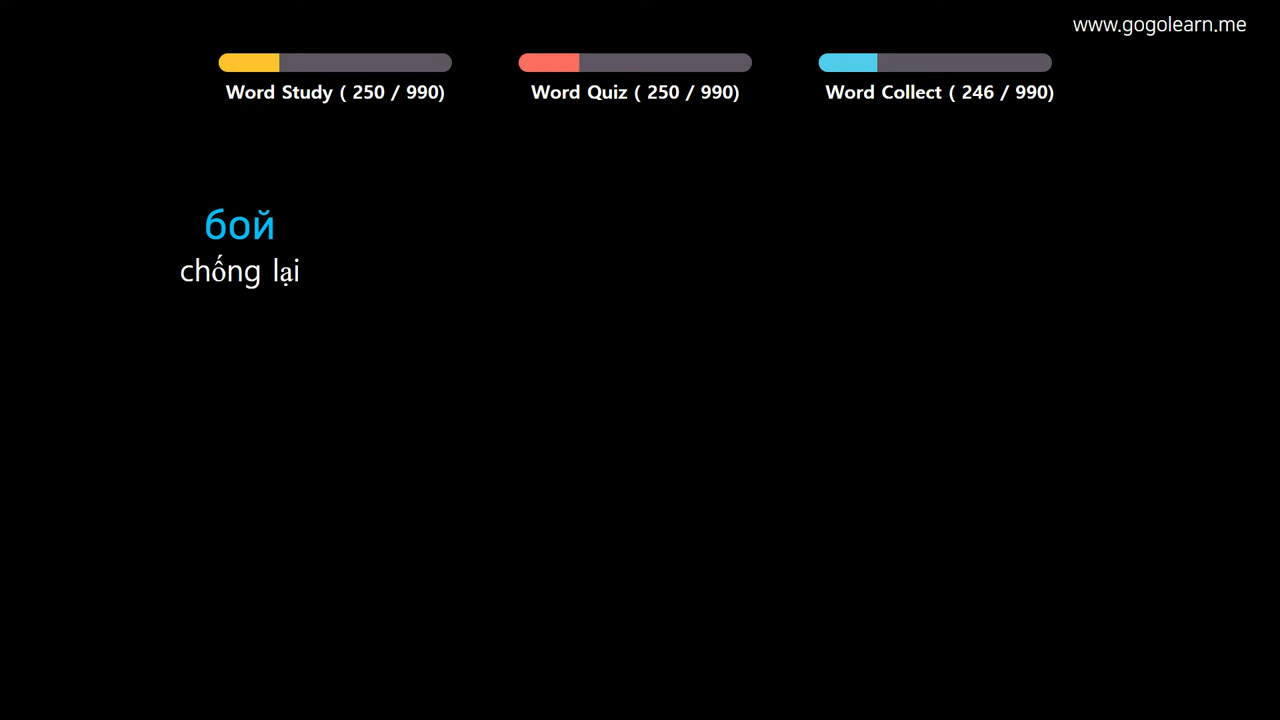 www.gogolearn.me
Word Study ( 250 / 990)
Word Quiz ( 250 / 990)
Word Collect ( 246 / 990)
бой
chống lại